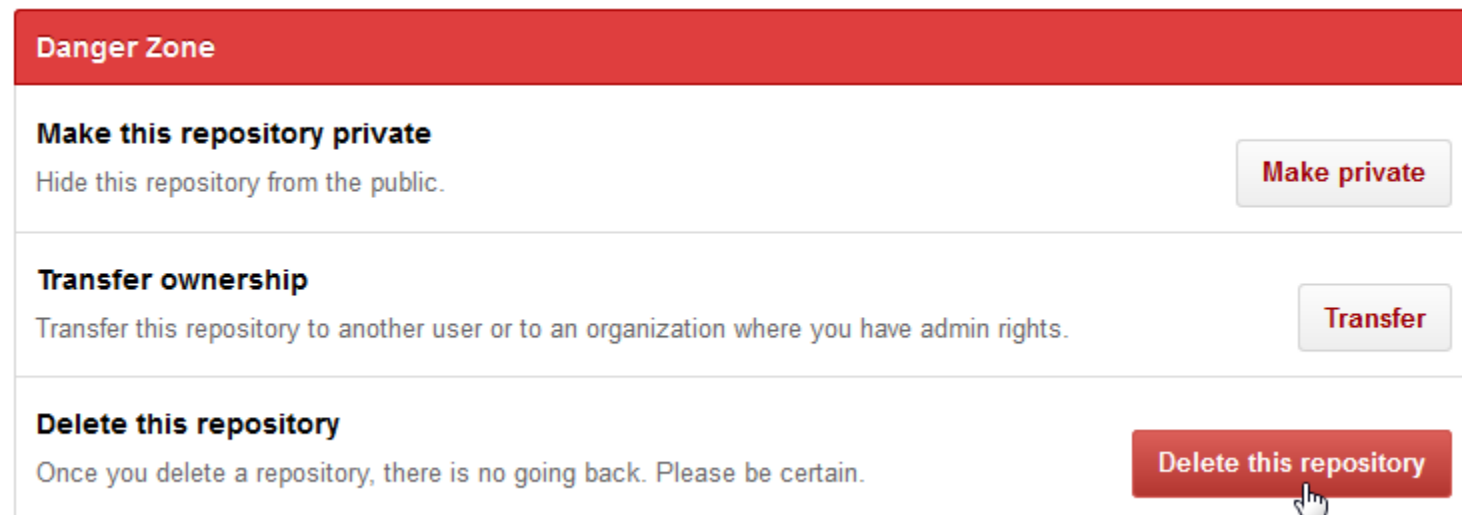 Danger Zone
Make this repository private
Hide this repository from the public.
Make private
Transfer ownership
Transfer this repository to another user or to an organization where you have admin rights.
Transfer
Delete this repository
Once you delete a repository, there is no going back. Please be certain.
Delete this repository